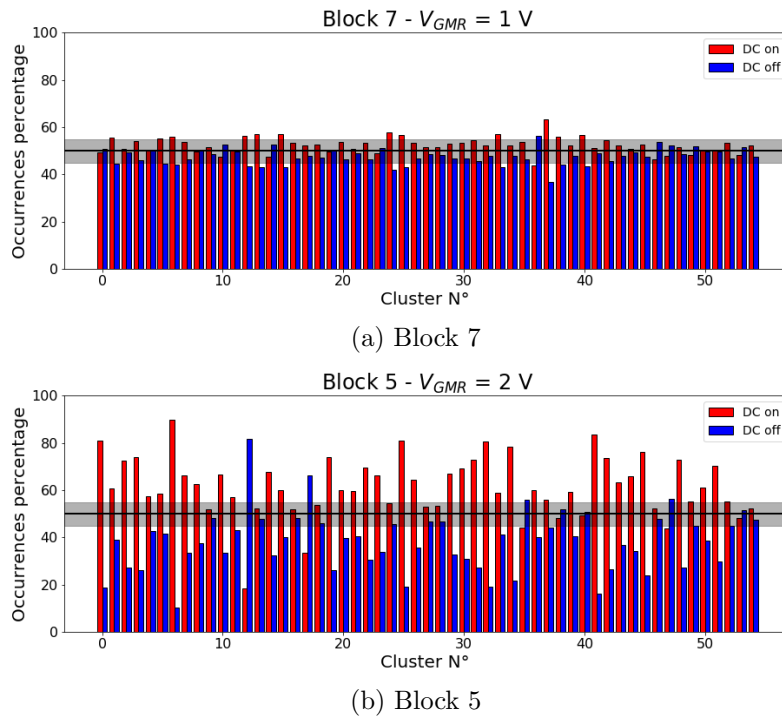 Block 7 - V_GMR = 1 V
Occurrences percentage
100
80
60
40
20
0
DC on
DC off
0 10 20 30 40 50
Cluster N°
(a) Block 7
Block 5 - V_GMR = 2 V
Occurrences percentage
100
80
60
40
20
0
DC on
DC off
0 10 20 30 40 50
Cluster N°
(b) Block 5